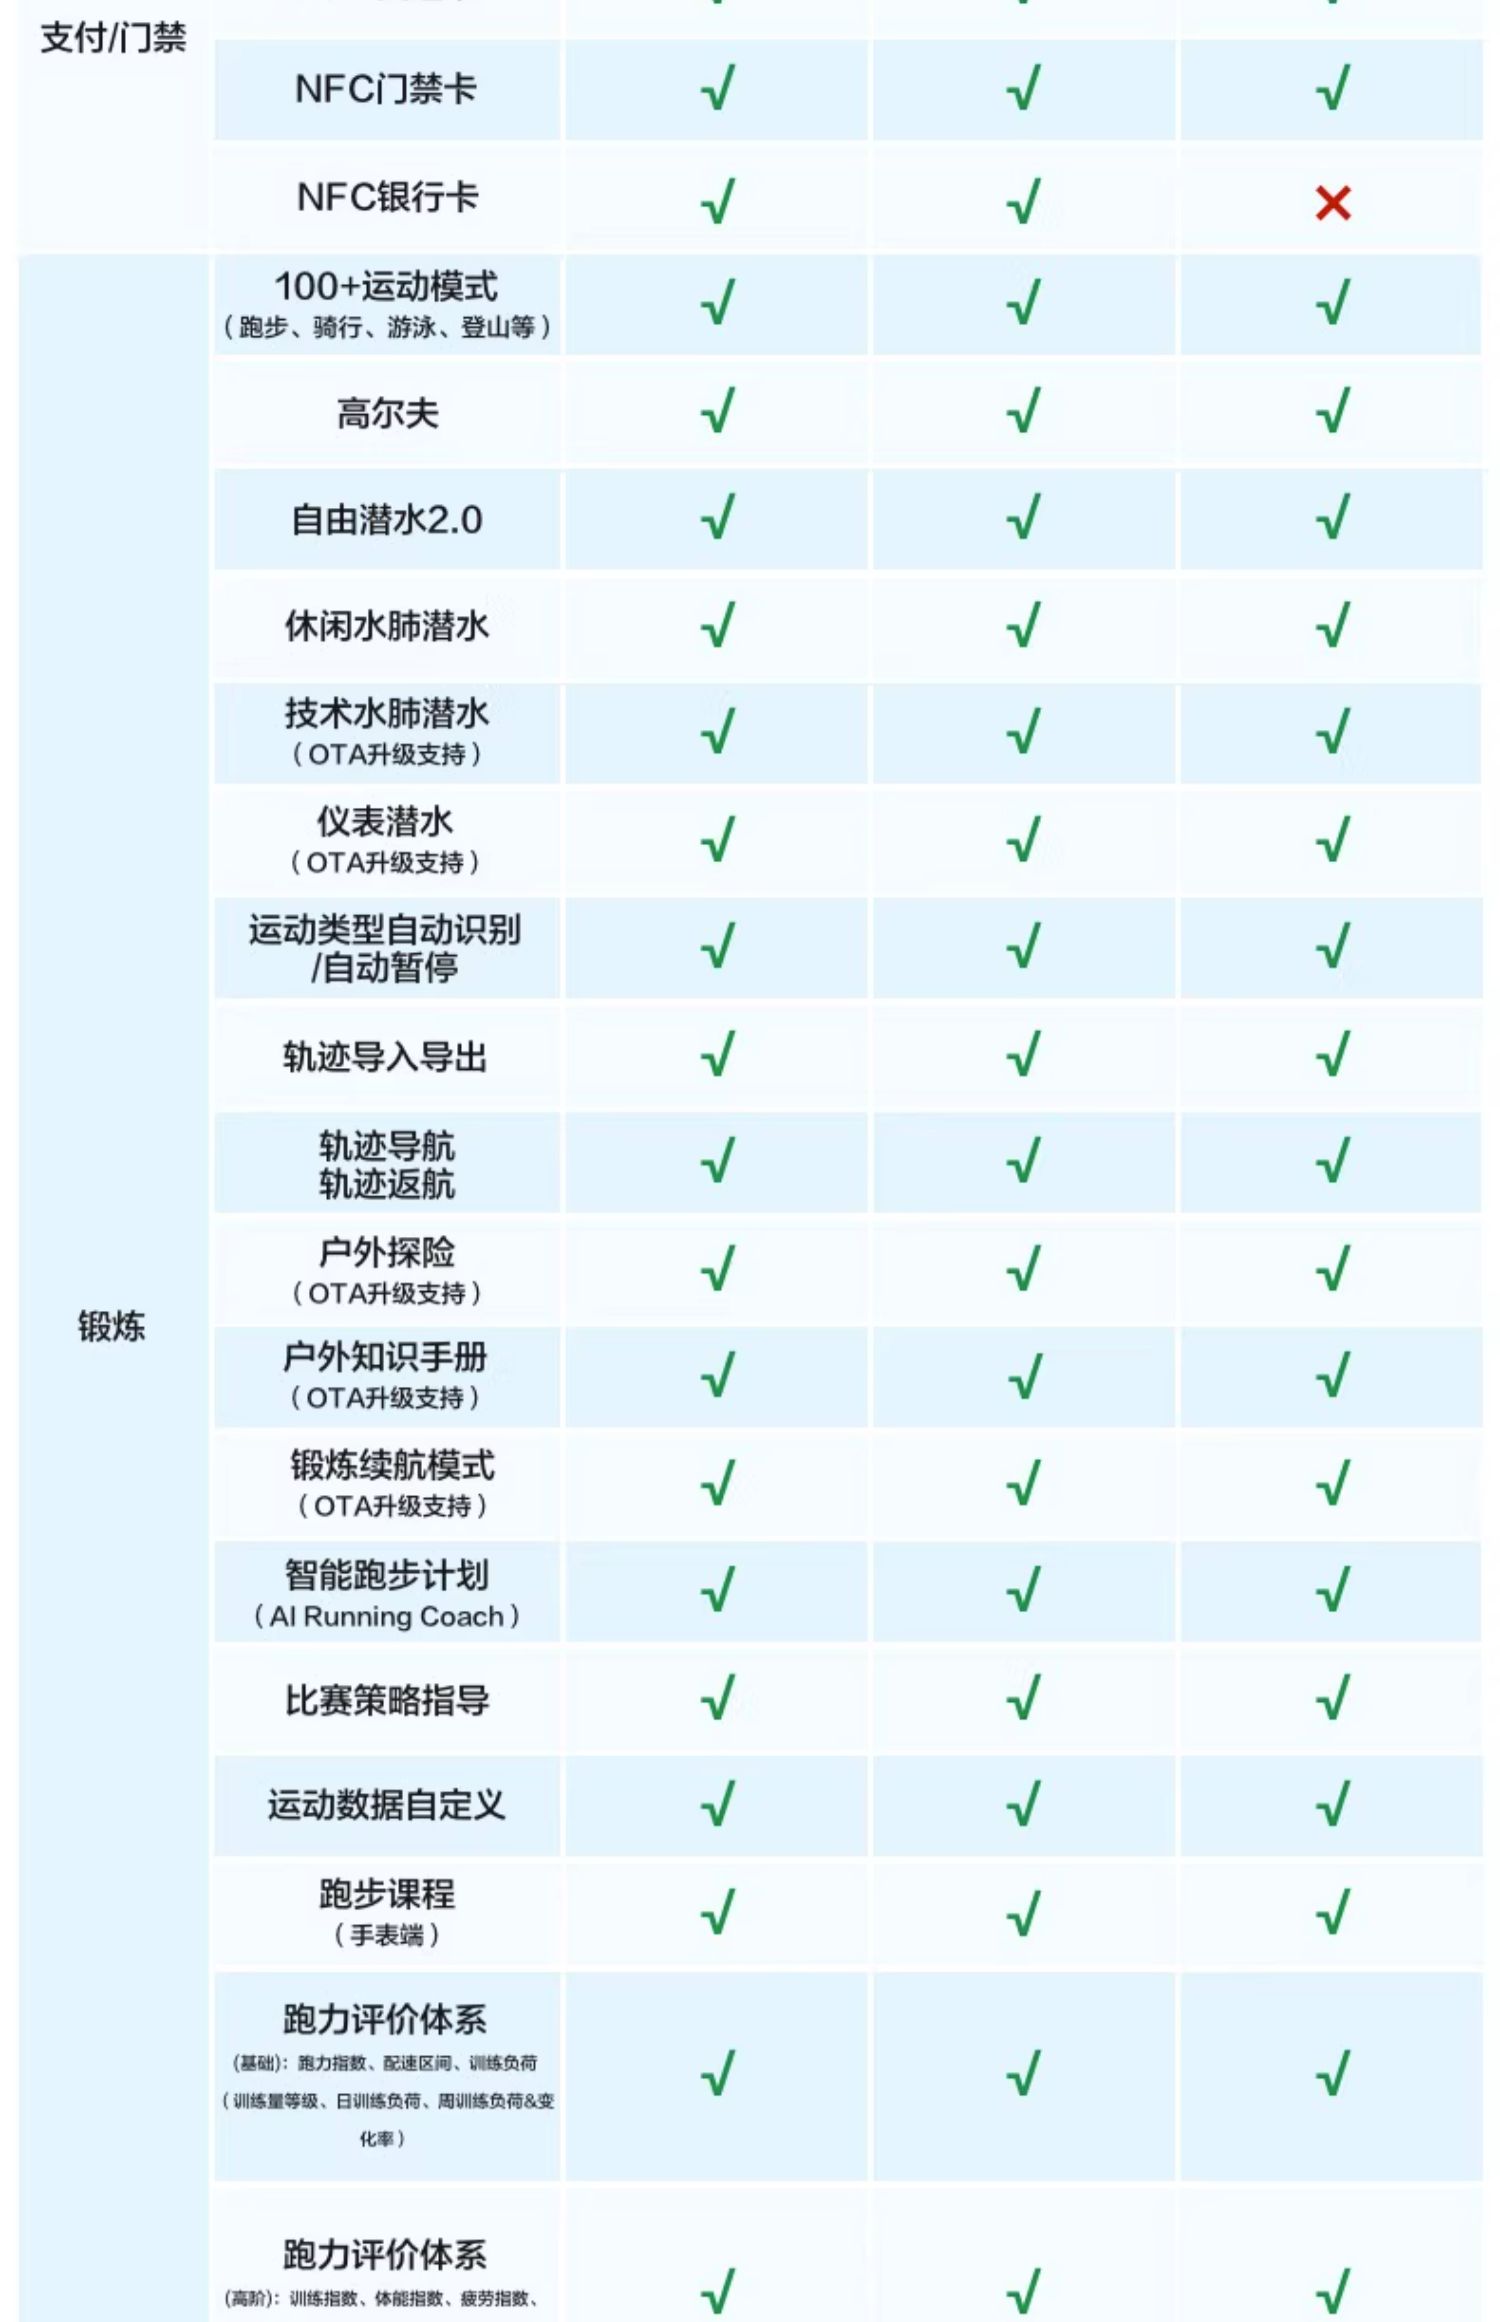 支付/门禁
NFC门禁卡 √ √ √
NFC银行卡 √ √ ×
锻炼
100+运动模式
（跑步、骑行、游泳、登山等） √ √ √
高尔夫 √ √ √
自由潜水2.0 √ √ √
休闲水肺潜水 √ √ √
技术水肺潜水
（OTA升级支持） √ √ √
仪表潜水
（OTA升级支持） √ √ √
运动类型自动识别
/自动暂停 √ √ √
轨迹导入导出 √ √ √
轨迹导航
轨迹返航 √ √ √
户外探险
（OTA升级支持） √ √ √
户外知识手册
（OTA升级支持） √ √ √
锻炼续航模式
（OTA升级支持） √ √ √
智能跑步计划
（AI Running Coach） √ √ √
比赛策略指导 √ √ √
运动数据自定义 √ √ √
跑步课程
（手表端） √ √ √
跑力评价体系
(基础)：跑力指数、配速区间、训练负荷
（训练量等级、日训练负荷、周训练负荷&变
化率） √ √ √
跑力评价体系
(高阶)：训练指数、体能指数、疲劳指数、 √ √ √